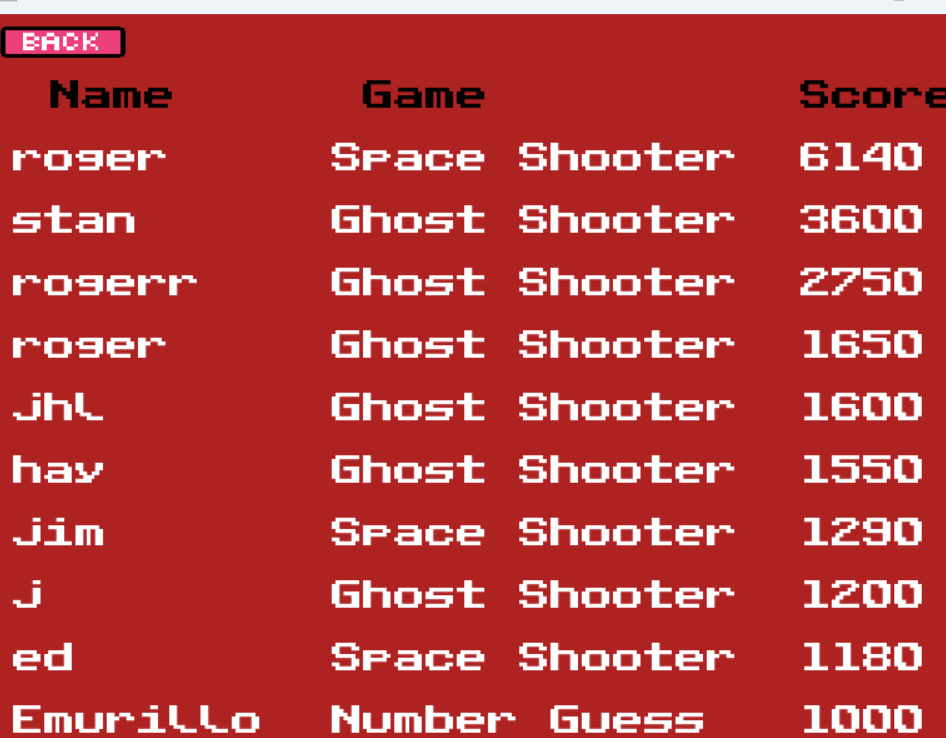 BACK
Name Game Score
roger Space Shooter 6140
stan Ghost Shooter 3600
rogerr Ghost Shooter 2750
roger Ghost Shooter 1650
jhl Ghost Shooter 1600
hay Ghost Shooter 1550
jim Space Shooter 1290
j Ghost Shooter 1200
ed Space Shooter 1180
Emurillo Number Guess 1000